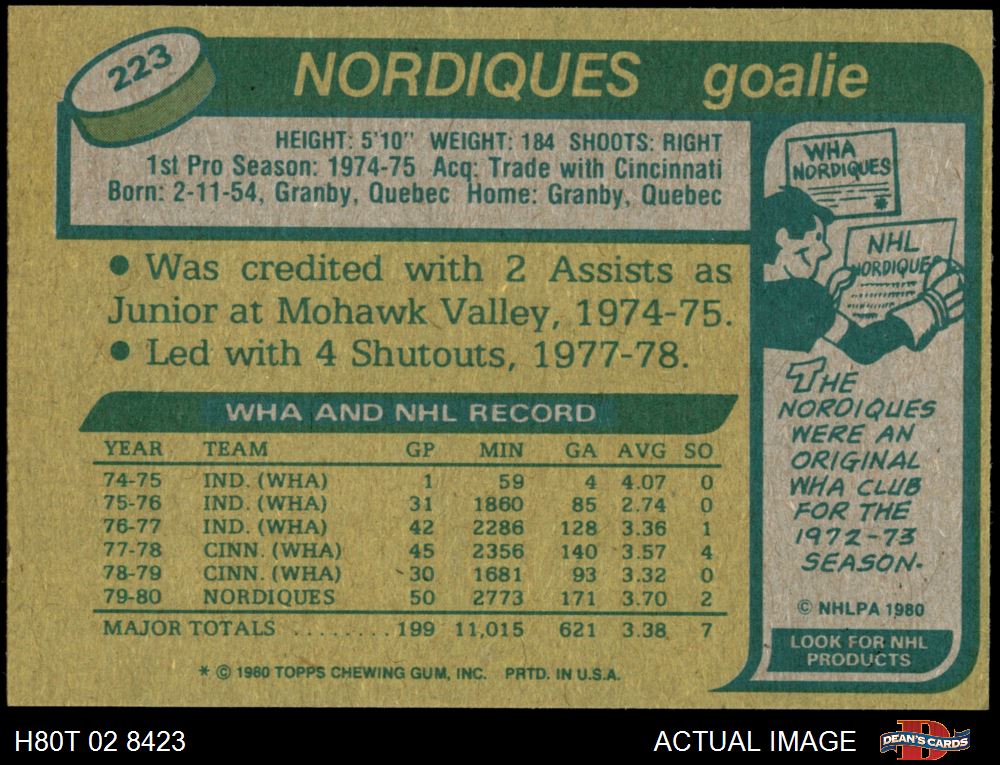 223
NORDIQUES goalie
HEIGHT: 5'10" WEIGHT: 184 SHOOTS: RIGHT
1st Pro Season: 1974-75 Acq: Trade with Cincinnati
Born: 2-11-54, Granby, Quebec Home: Granby, Quebec
• Was credited with 2 Assists as
Junior at Mohawk Valley, 1974-75.
• Led with 4 Shutouts, 1977-78.
WHA AND NHL RECORD
YEAR TEAM GP MIN GA AVG SO
74-75 IND. (WHA) 1 59 4 4.07 0
75-76 IND. (WHA) 31 1860 85 2.74 0
76-77 IND. (WHA) 42 2286 128 3.36 1
77-78 CINN. (WHA) 45 2356 140 3.57 4
78-79 CINN. (WHA) 30 1681 93 3.32 0
79-80 NORDIQUES 50 2773 171 3.70 2
MAJOR TOTALS ........ 199 11,015 621 3.38 7
* © 1980 TOPPS CHEWING GUM, INC. PRTD. IN U.S.A.
WHA
NORDIQUES
NHL
NORDIQUE
THE
NORDIQUES
WERE AN
ORIGINAL
WHA CLUB
FOR THE
1972-73
SEASON.
© NHLPA 1980
LOOK FOR NHL
PRODUCTS
H80T 02 8423
ACTUAL IMAGE
D
DEAN'S CARDS